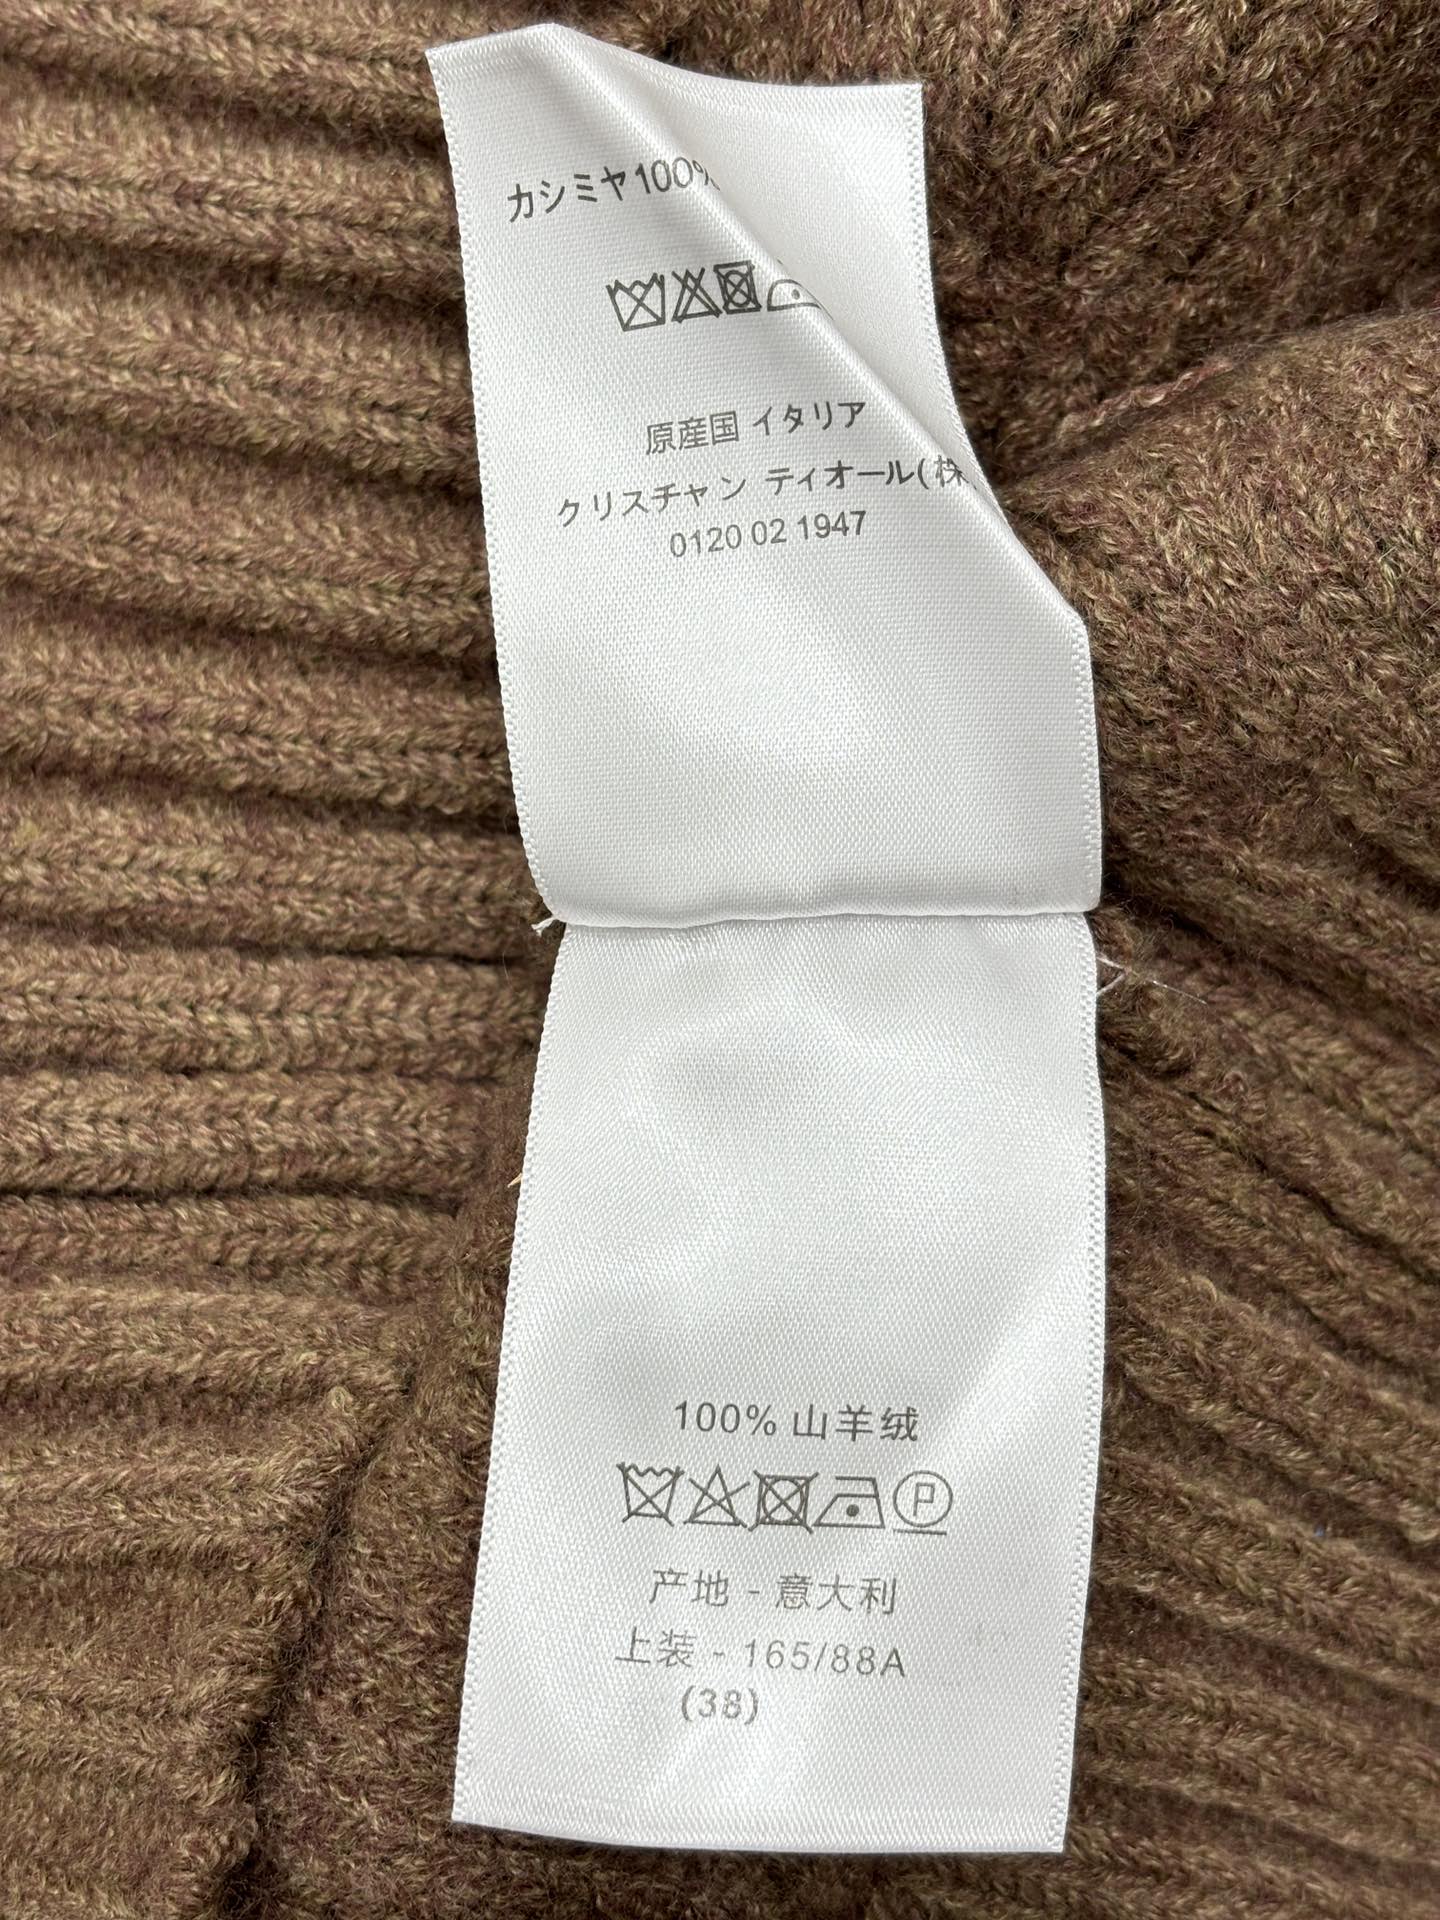 カシミヤ100%
原産国 イタリア
クリスチャン ディオール(株
0120 02 1947
100% 山羊绒
P
产地 - 意大利
上装 - 165/88A
(38)